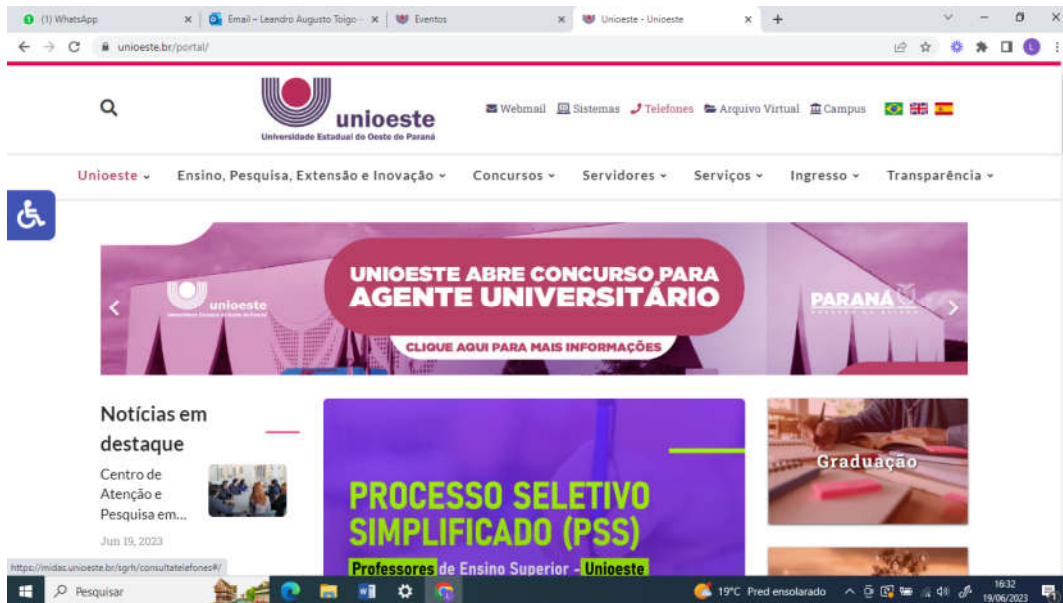 (1) WhatsApp
Email – Leandro Augusto Toigo -
Eventos
Unioeste - Unioeste
unioeste.br/portal/
L
unioeste
Universidade Estadual do Oeste do Paraná
Webmail Sistemas Telefones Arquivo Virtual Campus
Unioeste Ensino, Pesquisa, Extensão e Inovação Concursos Servidores Serviços Ingresso Transparência
UNIOESTE ABRE CONCURSO PARA
AGENTE UNIVERSITÁRIO
CLIQUE AQUI PARA MAIS INFORMAÇÕES
unioeste
PARANÁ
Notícias em
destaque
Centro de
Atenção e
Pesquisa em...
Jun 19, 2023
PROCESSO SELETIVO
SIMPLIFICADO (PSS)
Professores de Ensino Superior - Unioeste
Graduação
https://midas.unioeste.br/sgrh/consultatelefones#/
Pesquisar
19°C Pred ensolarado
16:32
19/06/2023